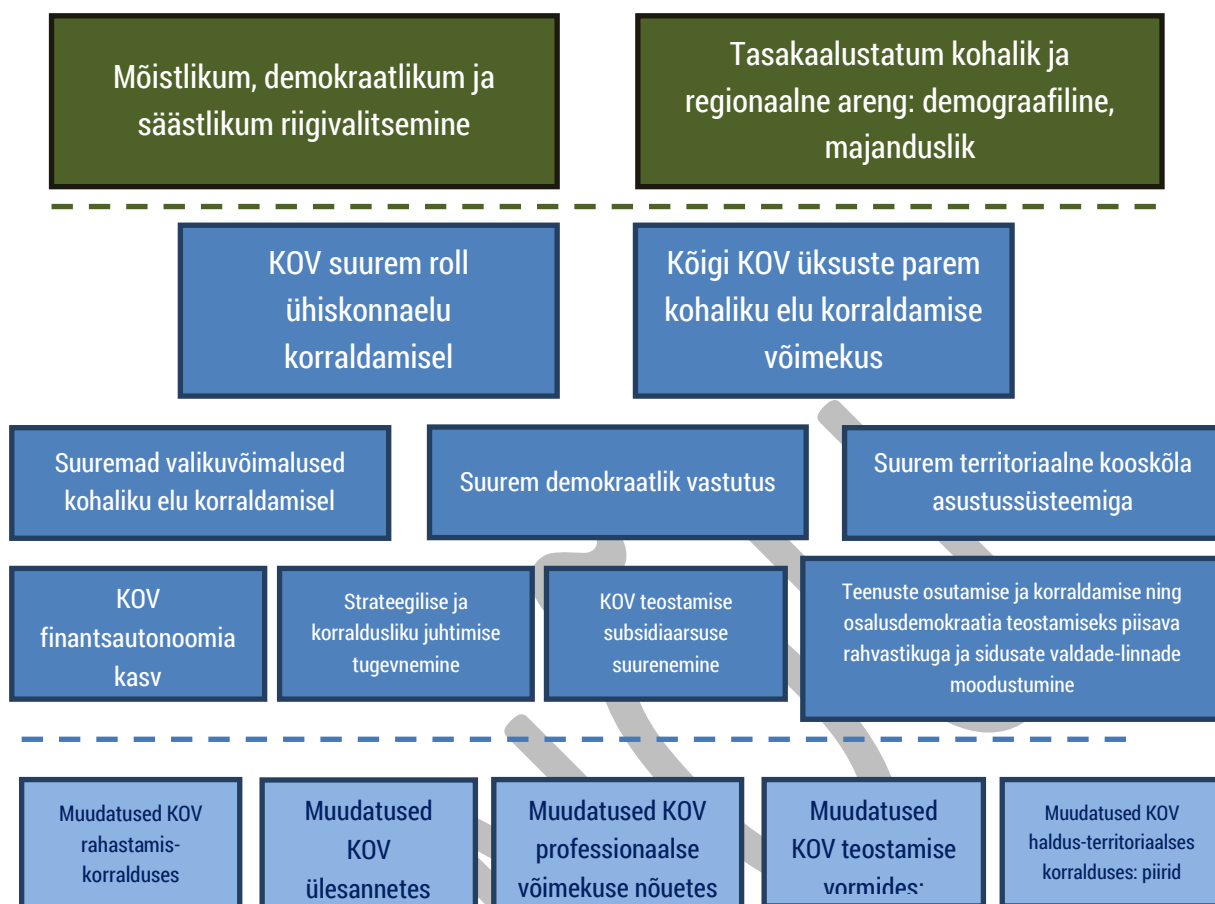 Mõistlikum, demokraatlikum ja
säästlikum riigivalitsemine
Tasakaalustatum kohalik ja
regionaalne areng: demograafiline,
majanduslik
KOV suurem roll
ühiskonnaelu
korraldamisel
Kõigi KOV üksuste parem
kohaliku elu korraldamise
võimekus
Suuremad valikuvõimalused
kohaliku elu korraldamisel
Suurem demokraatlik vastutus
Suurem territoriaalne kooskõla
asustussüsteemiga
KOV
finantsautonoomia
kasv
Strateegilise ja
korraldusliku juhtimise
tugevnemine
KOV teostamise
subsidiaarsuse
suurenemine
Teenuste osutamise ja korraldamise ning
osalusdemokraatia teostamiseks piisava
rahvastikuga ja sidusate valdade-linnade
moodustumine
Muudatused KOV
rahastamis-
korralduses
Muudatused
KOV
ülesannetes
Muudatused KOV
professionaalse
võimekuse nõuetes
Muudatused
KOV teostamise
vormides:
Muudatused KOV
haldus-territoriaalses
korralduses: piirid